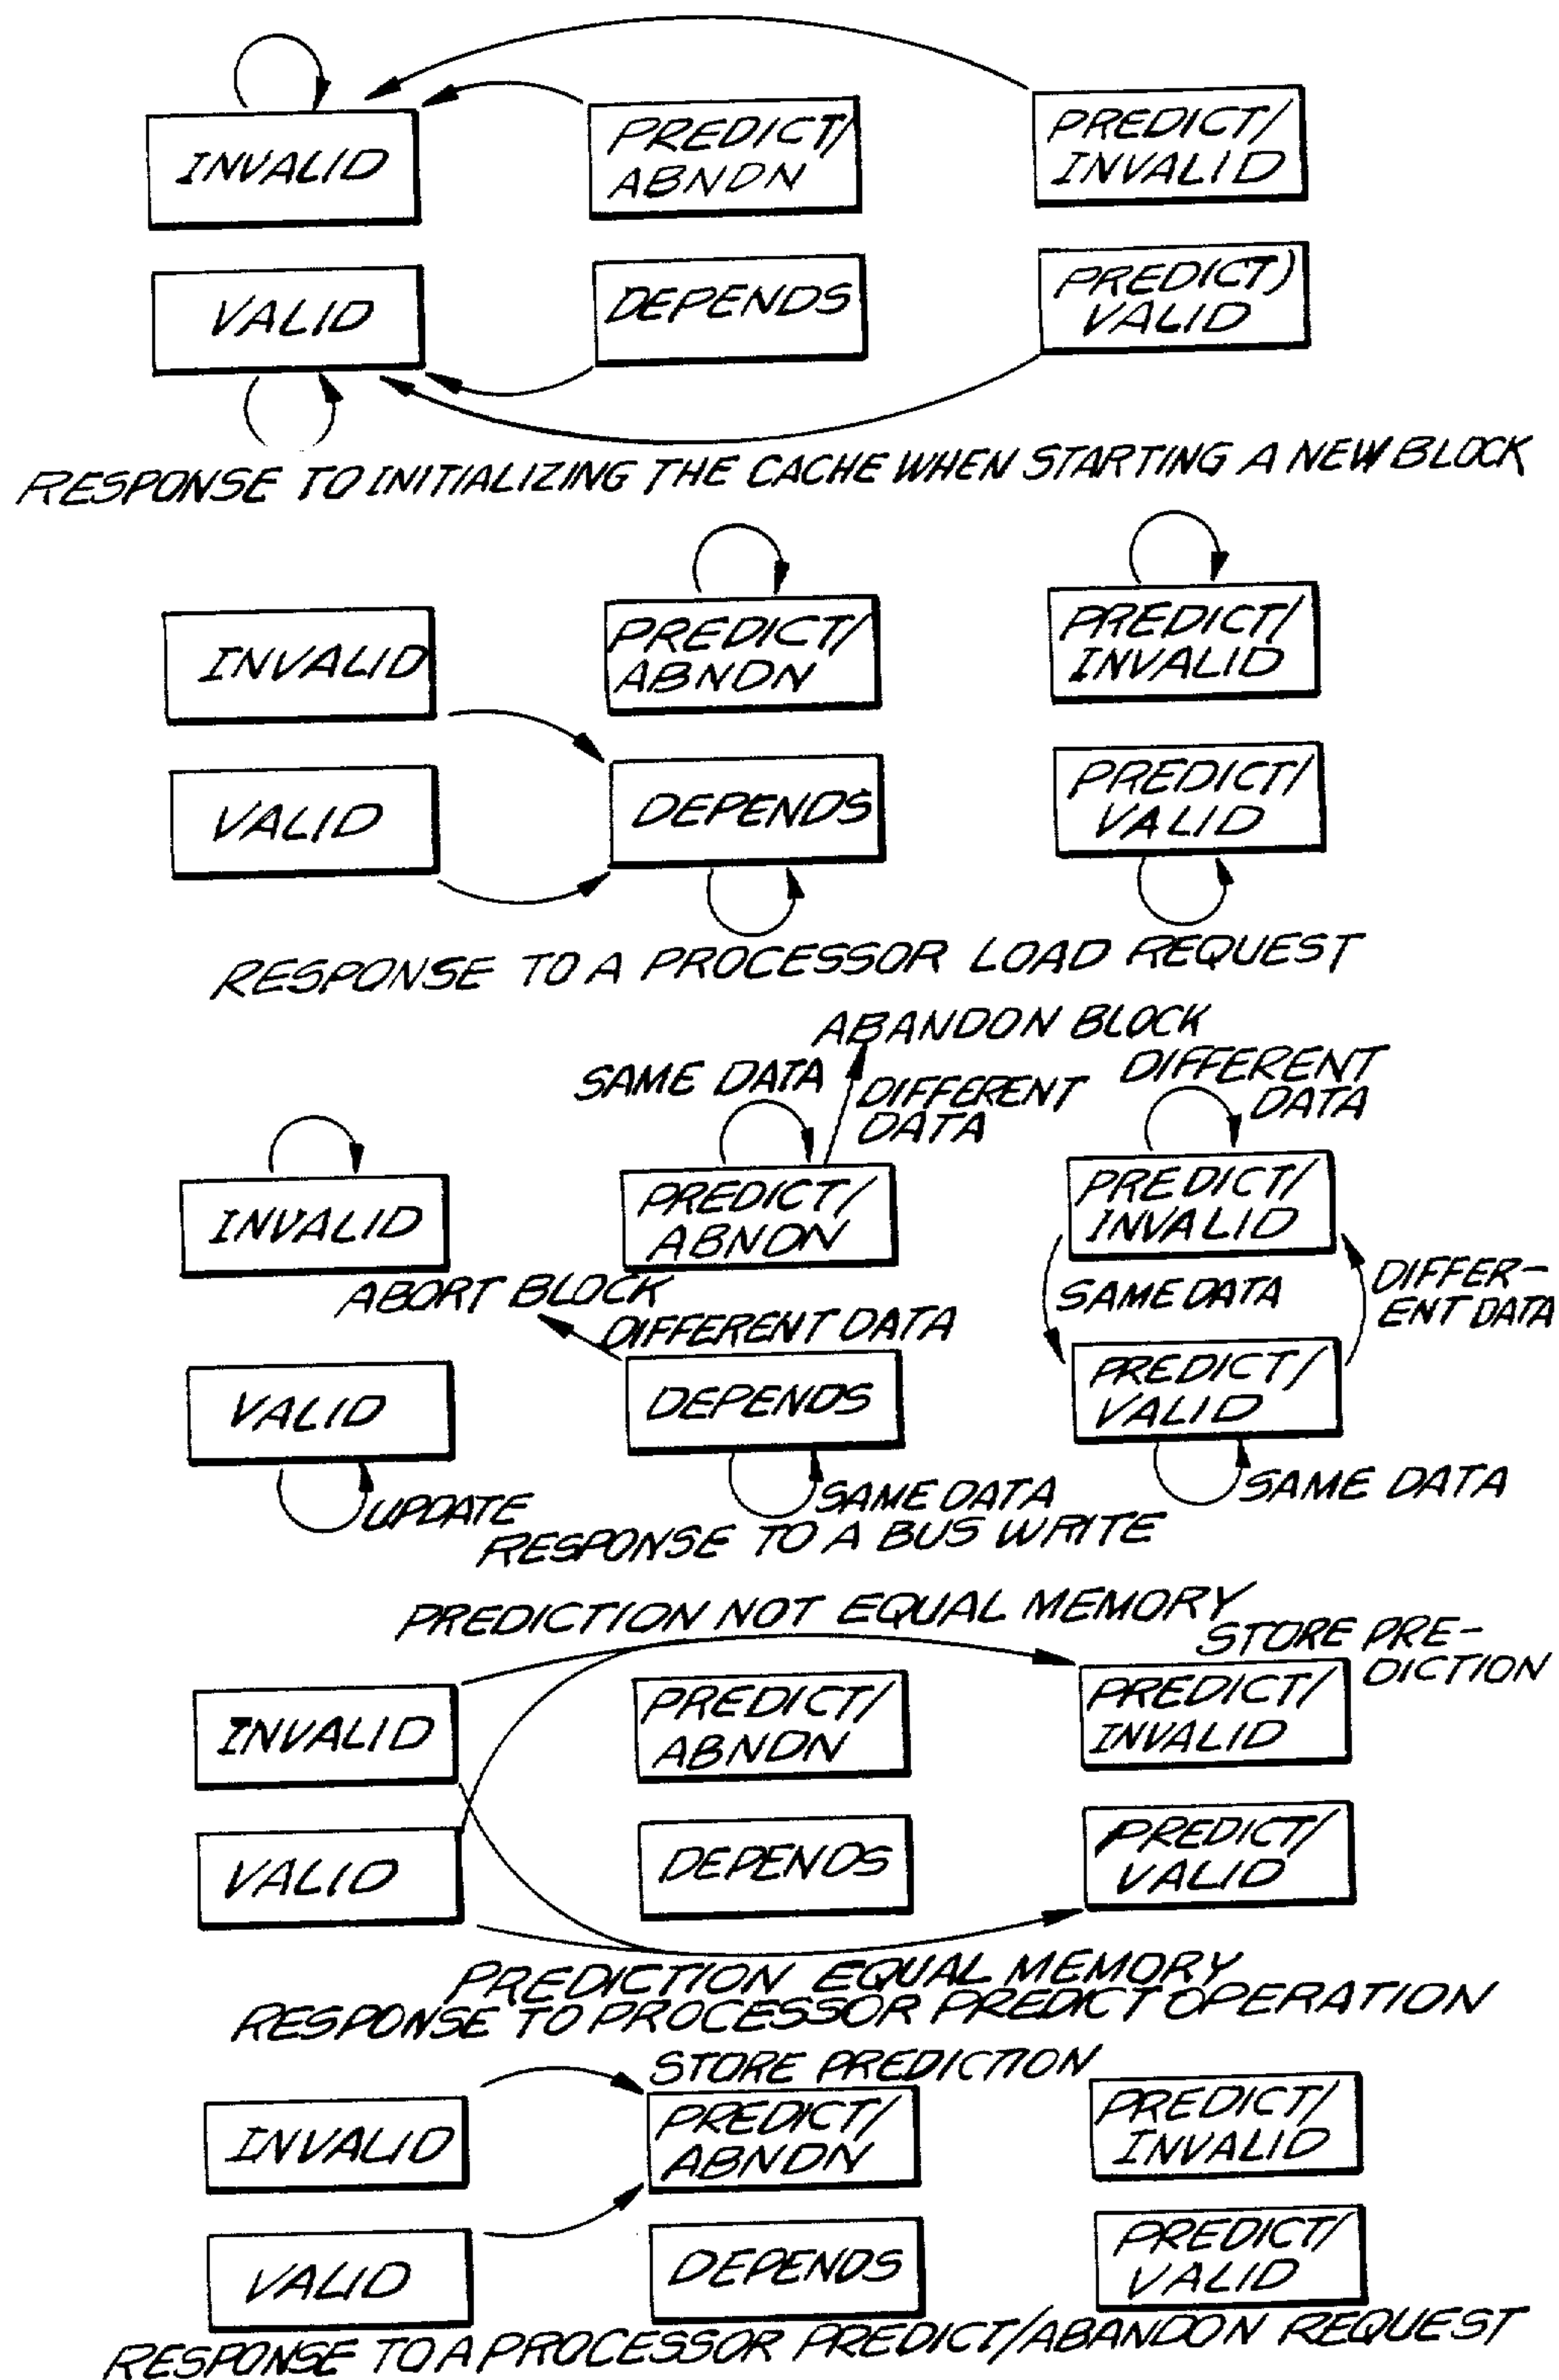 INVALID
PREDICT/
ABNDN
PREDICT/
INVALID
VALID
DEPENDS
PREDICT)
VALID
RESPONSE TO INITIALIZING THE CACHE WHEN STARTING A NEW BLOCK
INVALID
PREDICT/
ABNDN
PREDICT/
INVALID
VALID
DEPENDS
PREDICT/
VALID
RESPONSE TO A PROCESSOR LOAD REQUEST
ABANDON BLOCK
SAME DATA
DIFFERENT
DATA
DIFFERENT
DATA
INVALID
PREDICT/
ABNDN
PREDICT/
INVALID
ABORT BLOCK
DIFFERENT DATA
SAME DATA
DIFFER-
ENT DATA
VALID
DEPENDS
PREDICT/
VALID
UPDATE
SAME DATA
SAME DATA
RESPONSE TO A BUS WRITE
PREDICTION NOT EQUAL MEMORY
STORE PRE-
DICTION
INVALID
PREDICT/
ABNDN
PREDICT/
INVALID
VALID
DEPENDS
PREDICT/
VALID
PREDICTION EQUAL MEMORY
RESPONSE TO PROCESSOR PREDICT OPERATION
STORE PREDICTION
INVALID
PREDICT/
ABNDN
PREDICT/
INVALID
VALID
DEPENDS
PREDICT/
VALID
RESPONSE TO A PROCESSOR PREDICT/ABANDON REQUEST